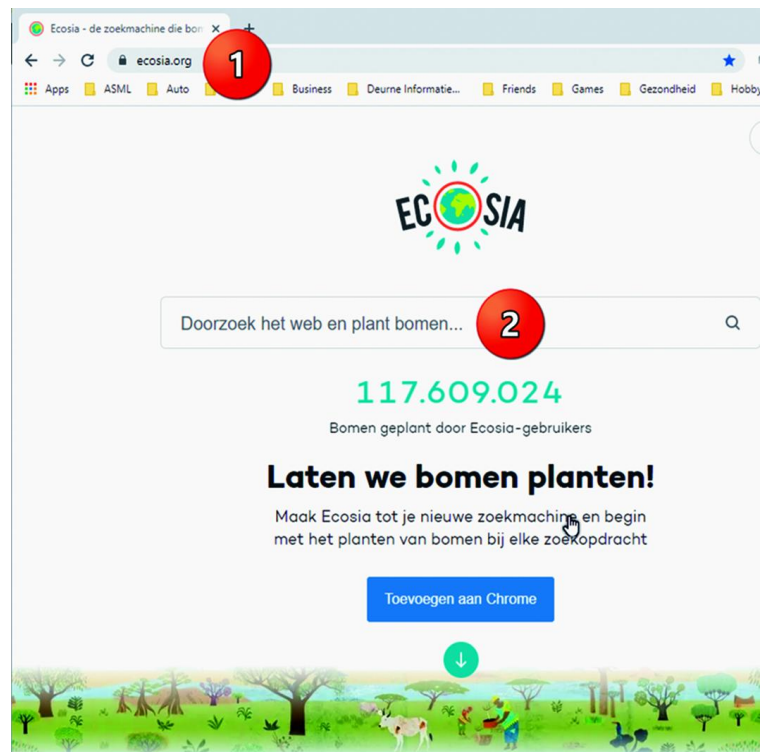 Ecosia - de zoekmachine die bon
ecosia.org
1
Apps ASML Auto Business Deurne Informatie... Friends Games Gezondheid Hobby
ECOSIA
Doorzoek het web en plant bomen...
2
117.609.024
Bomen geplant door Ecosia-gebruikers
Laten we bomen planten!
Maak Ecosia tot je nieuwe zoekmachine en begin
met het planten van bomen bij elke zoekopdracht
Toevoegen aan Chrome